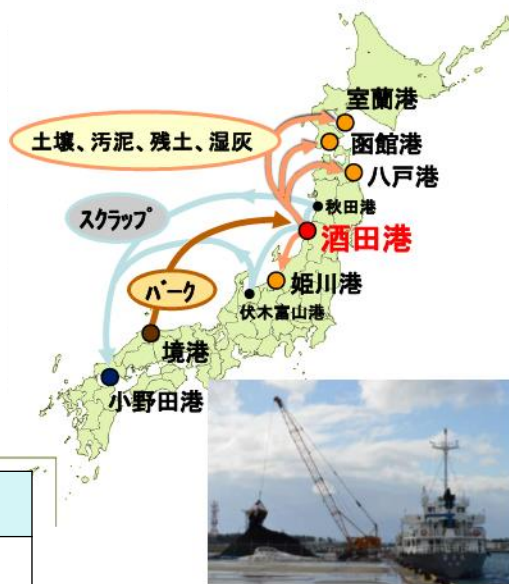 室蘭港
土壌、汚泥、残土、湿灰
函館港
八戸港
秋田港
スクラップ
酒田港
バーク
姫川港
伏木富山港
境港
小野田港